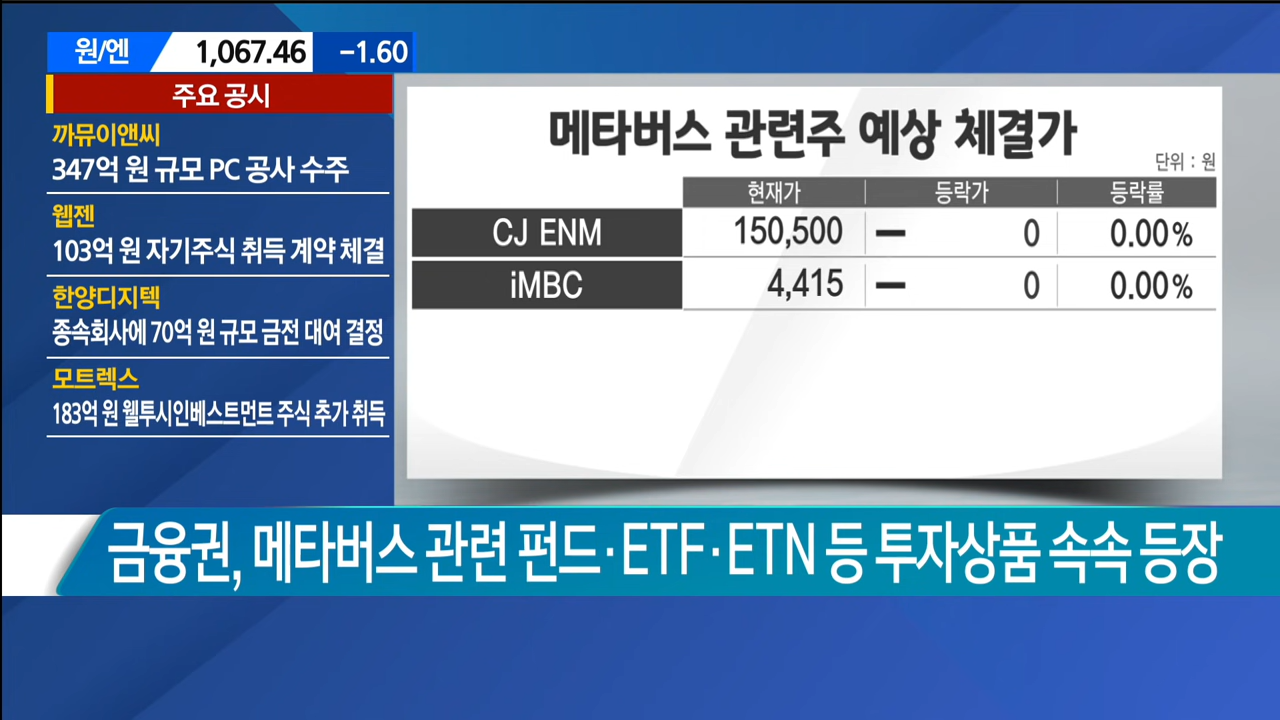 원/엔 1,067.46 -1.60
주요 공시
까뮤이앤씨
347억 원 규모 PC 공사 수주
웹젠
103억 원 자기주식 취득 계약 체결
한양디지텍
종속회사에 70억 원 규모 금전 대여 결정
모트렉스
183억 원 웰투시인베스트먼트 주식 추가 취득
메타버스 관련주 예상 체결가
단위 : 원
현재가 등락가 등락률
CJ ENM 150,500 ━ 0 0.00%
iMBC 4,415 ━ 0 0.00%
금융권, 메타버스 관련 펀드·ETF·ETN 등 투자상품 속속 등장